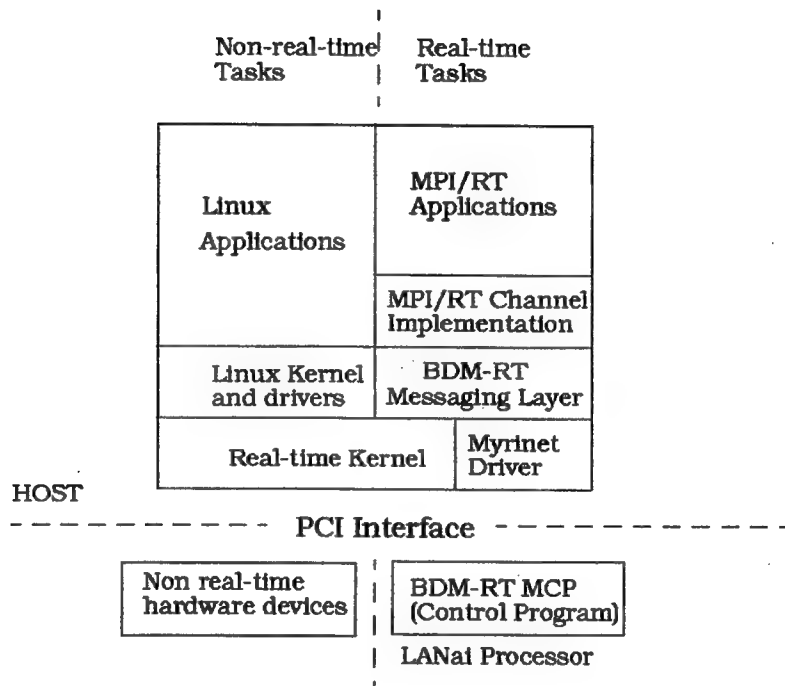 Non-real-time
Tasks
Real-time
Tasks
Linux
Applications
MPI/RT
Applications
MPI/RT Channel
Implementation
Linux Kernel
and drivers
BDM-RT
Messaging Layer
Real-time Kernel
Myrinet
Driver
HOST
PCI Interface
Non real-time
hardware devices
BDM-RT MCP
(Control Program)
LANai Processor